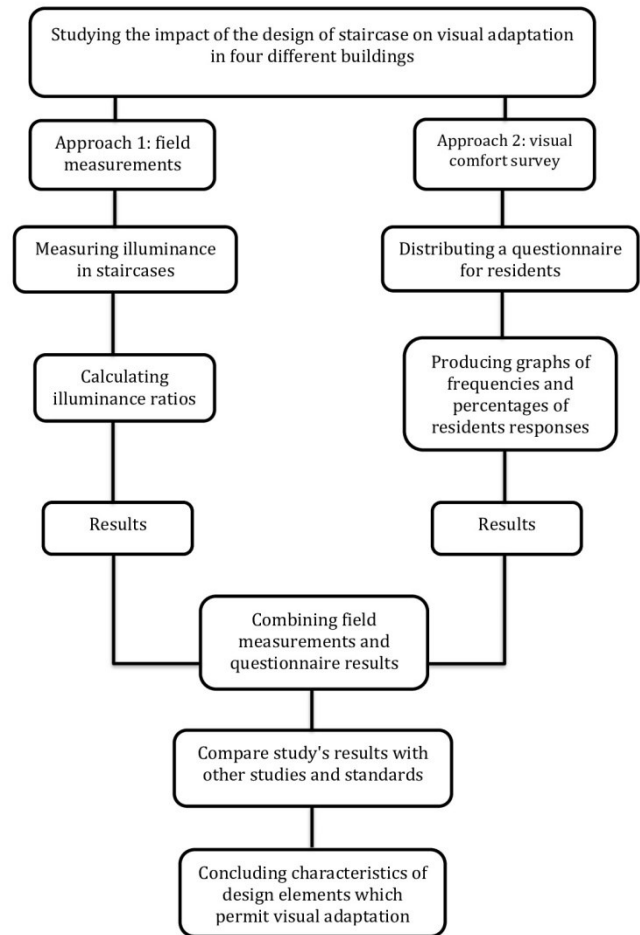 Studying the impact of the design of staircase on visual adaptation
in four different buildings
Approach 1: field
measurements
Approach 2: visual
comfort survey
Measuring illuminance
in staircases
Distributing a questionnaire
for residents
Calculating
illuminance ratios
Producing graphs of
frequencies and
percentages of
residents responses
Results
Results
Combining field
measurements and
questionnaire results
Compare study's results with
other studies and standards
Concluding characteristics of
design elements which
permit visual adaptation